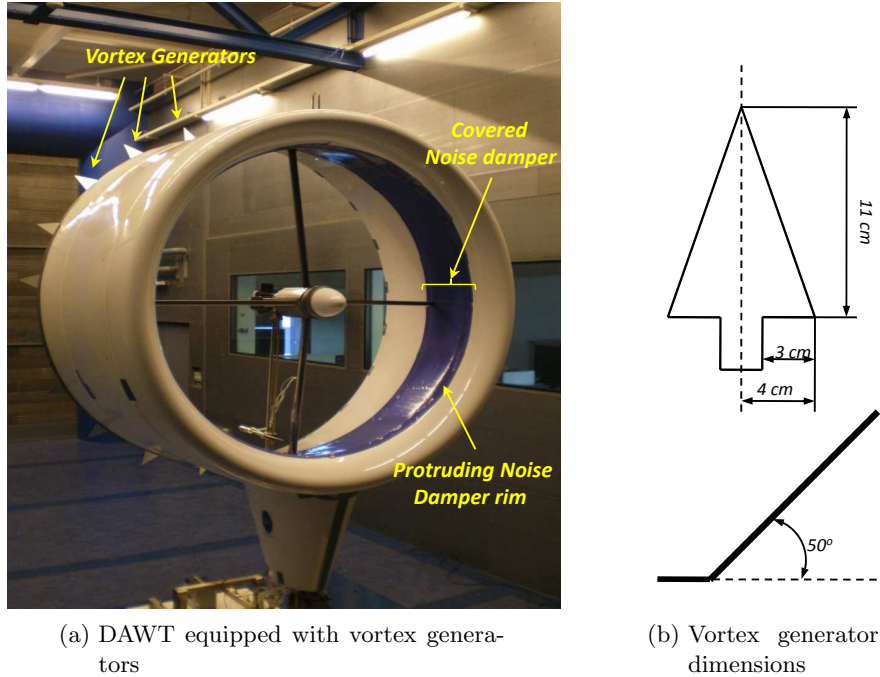 Vortex Generators
Covered
Noise damper
Protruding Noise
Damper rim
11 cm
3 cm
4 cm
50º
(a) DAWT equipped with vortex genera-
tors
(b) Vortex generator
dimensions